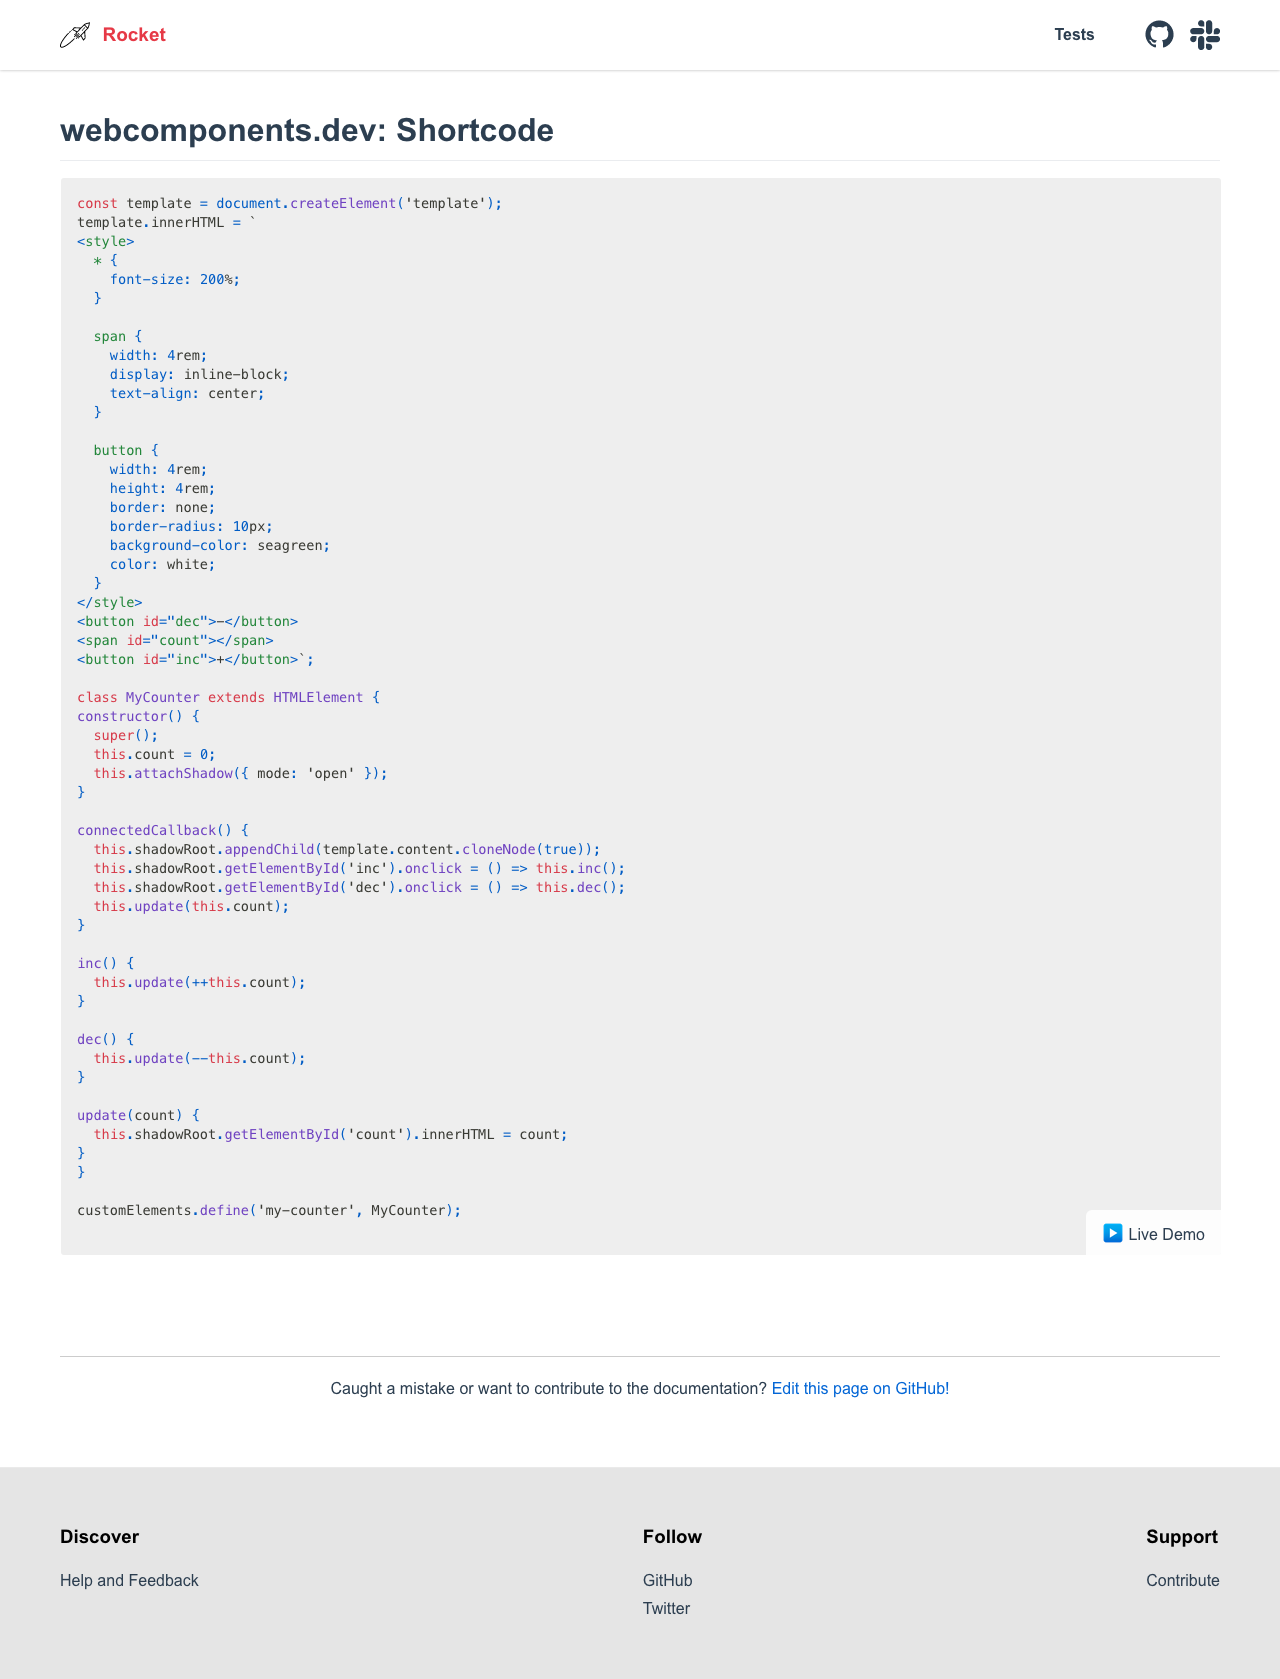 Rocket
Tests
webcomponents.dev: Shortcode
const template = document.createElement('template');
template.innerHTML = `
<style>
  * {
    font-size: 200%;
  }

  span {
    width: 4rem;
    display: inline-block;
    text-align: center;
  }

  button {
    width: 4rem;
    height: 4rem;
    border: none;
    border-radius: 10px;
    background-color: seagreen;
    color: white;
  }
</style>
<button id="dec">-</button>
<span id="count"></span>
<button id="inc">+</button>`;

class MyCounter extends HTMLElement {
constructor() {
  super();
  this.count = 0;
  this.attachShadow({ mode: 'open' });
}

connectedCallback() {
  this.shadowRoot.appendChild(template.content.cloneNode(true));
  this.shadowRoot.getElementById('inc').onclick = () => this.inc();
  this.shadowRoot.getElementById('dec').onclick = () => this.dec();
  this.update(this.count);
}

inc() {
  this.update(++this.count);
}

dec() {
  this.update(--this.count);
}

update(count) {
  this.shadowRoot.getElementById('count').innerHTML = count;
}
}

customElements.define('my-counter', MyCounter);
Live Demo
Caught a mistake or want to contribute to the documentation? Edit this page on GitHub!
Discover
Help and Feedback
Follow
GitHub
Twitter
Support
Contribute